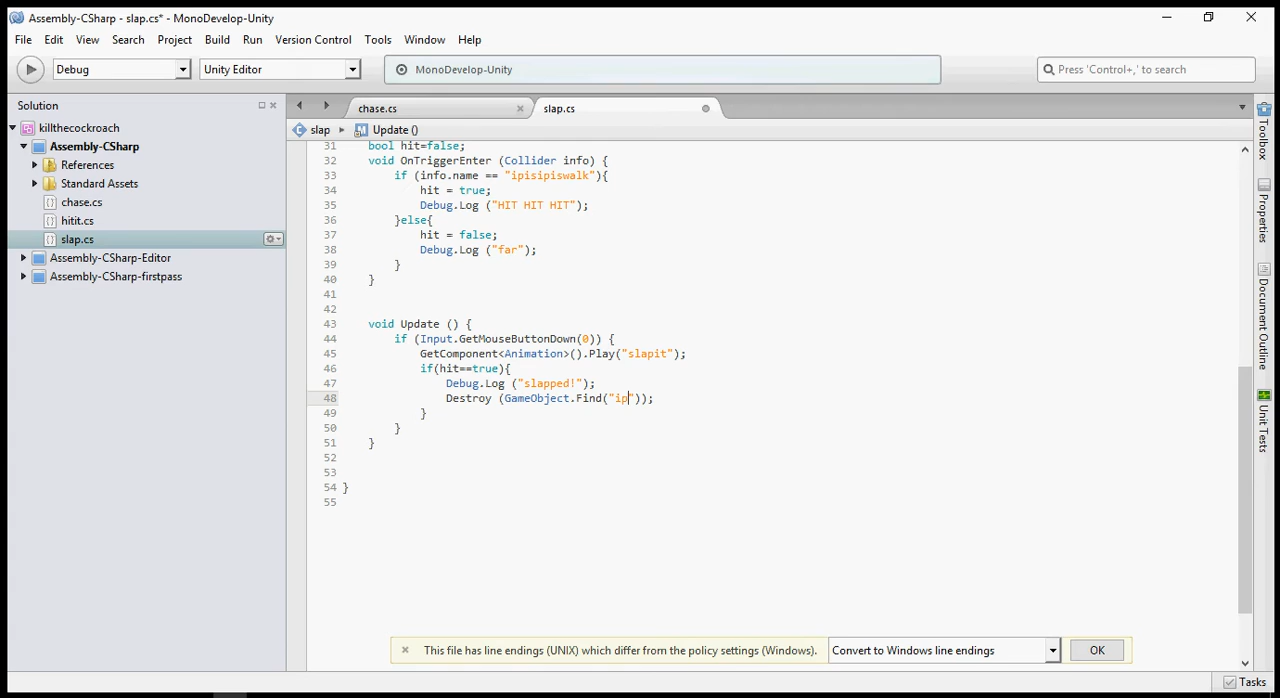 Assembly-CSharp - slap.cs* - MonoDevelop-Unity
File Edit View Search Project Build Run Version Control Tools Window Help
Debug Unity Editor MonoDevelop-Unity Press 'Control+,' to search
Solution
killthecockroach
Assembly-CSharp
References
Standard Assets
chase.cs
hitit.cs
slap.cs
Assembly-CSharp-Editor
Assembly-CSharp-firstpass
chase.cs slap.cs
slap Update ()
31 bool hit=false;
32 void OnTriggerEnter (Collider info) {
33 if (info.name == "ipisipiswalk"){
34 hit = true;
35 Debug.Log ("HIT HIT HIT");
36 }else{
37 hit = false;
38 Debug.Log ("far");
39 }
40 }
41
42
43 void Update () {
44 if (Input.GetMouseButtonDown(0)) {
45 GetComponent<Animation>().Play("slapit");
46 if(hit==true){
47 Debug.Log ("slapped!");
48 Destroy (GameObject.Find("ip"));
49 }
50 }
51 }
52
53
54 }
55
Toolbox
Properties
Document Outline
Unit Tests
This file has line endings (UNIX) which differ from the policy settings (Windows). Convert to Windows line endings OK
Tasks